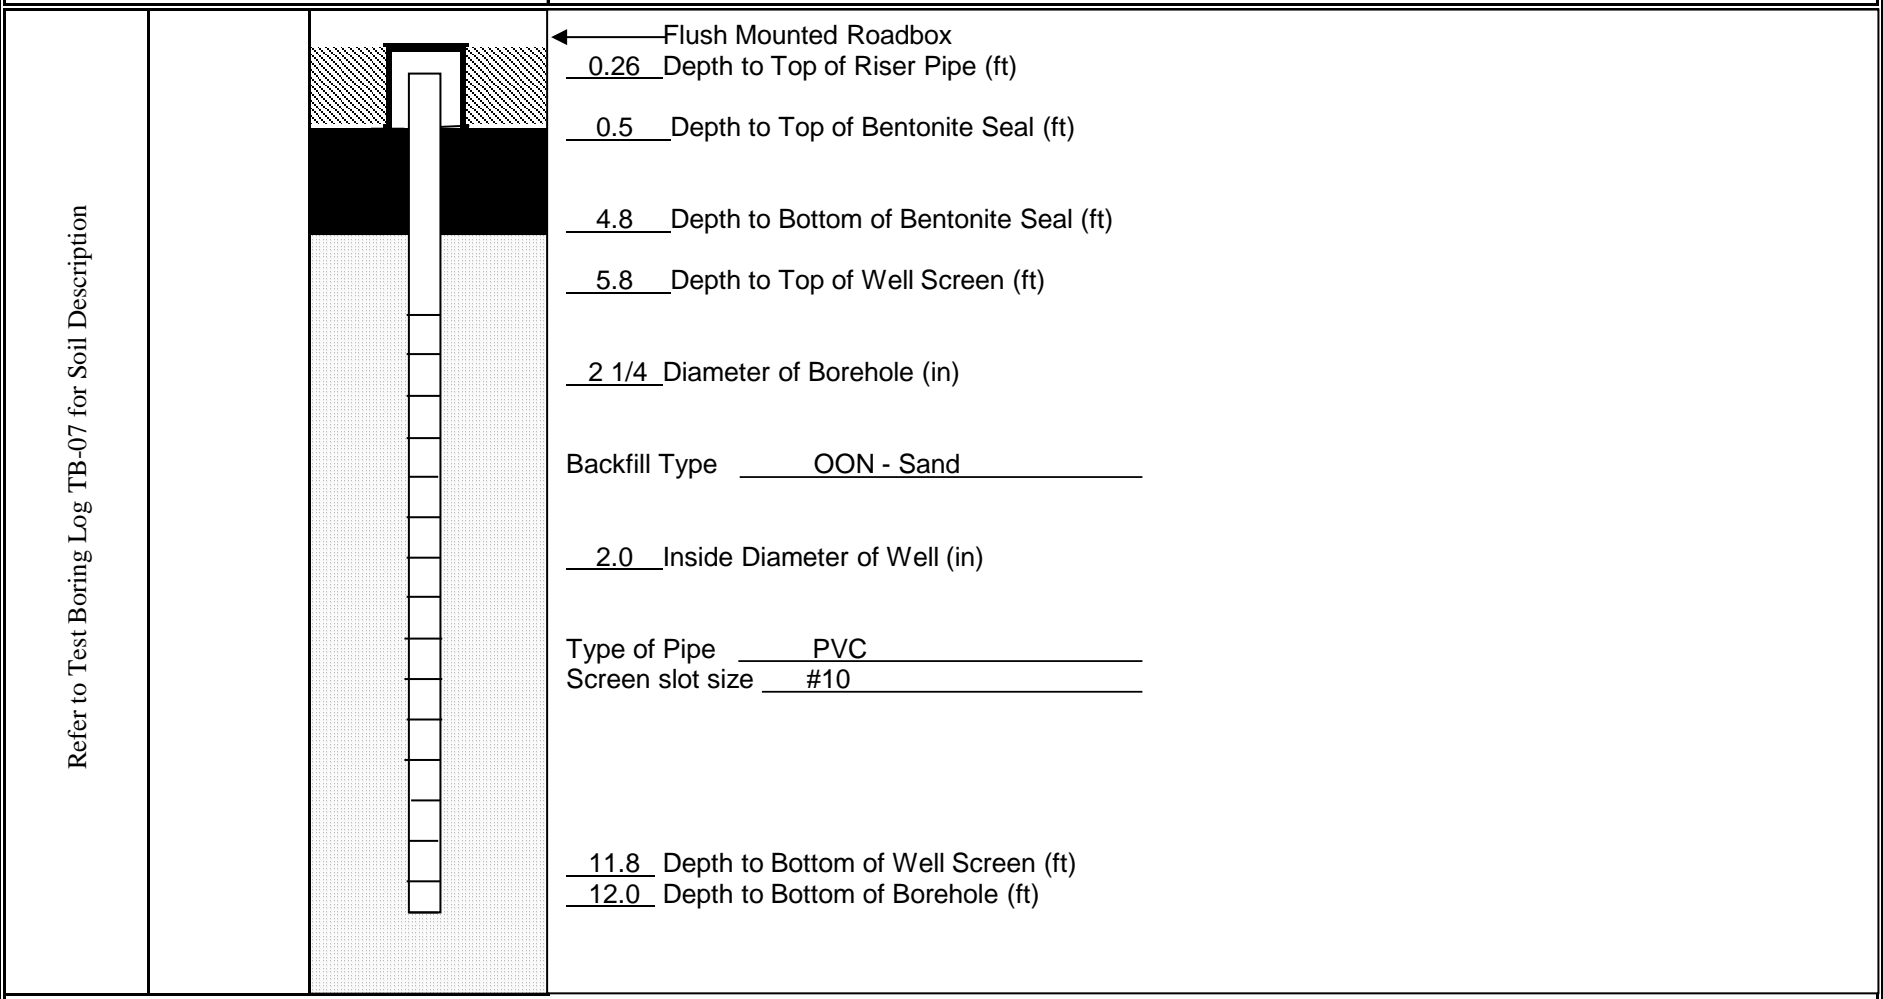 Refer to Test Boring Log TB-07 for Soil Description
Flush Mounted Roadbox
0.26 Depth to Top of Riser Pipe (ft)
0.5 Depth to Top of Bentonite Seal (ft)
4.8 Depth to Bottom of Bentonite Seal (ft)
5.8 Depth to Top of Well Screen (ft)
2 1/4 Diameter of Borehole (in)
Backfill Type OON - Sand
2.0 Inside Diameter of Well (in)
Type of Pipe PVC
Screen slot size #10
11.8 Depth to Bottom of Well Screen (ft)
12.0 Depth to Bottom of Borehole (ft)